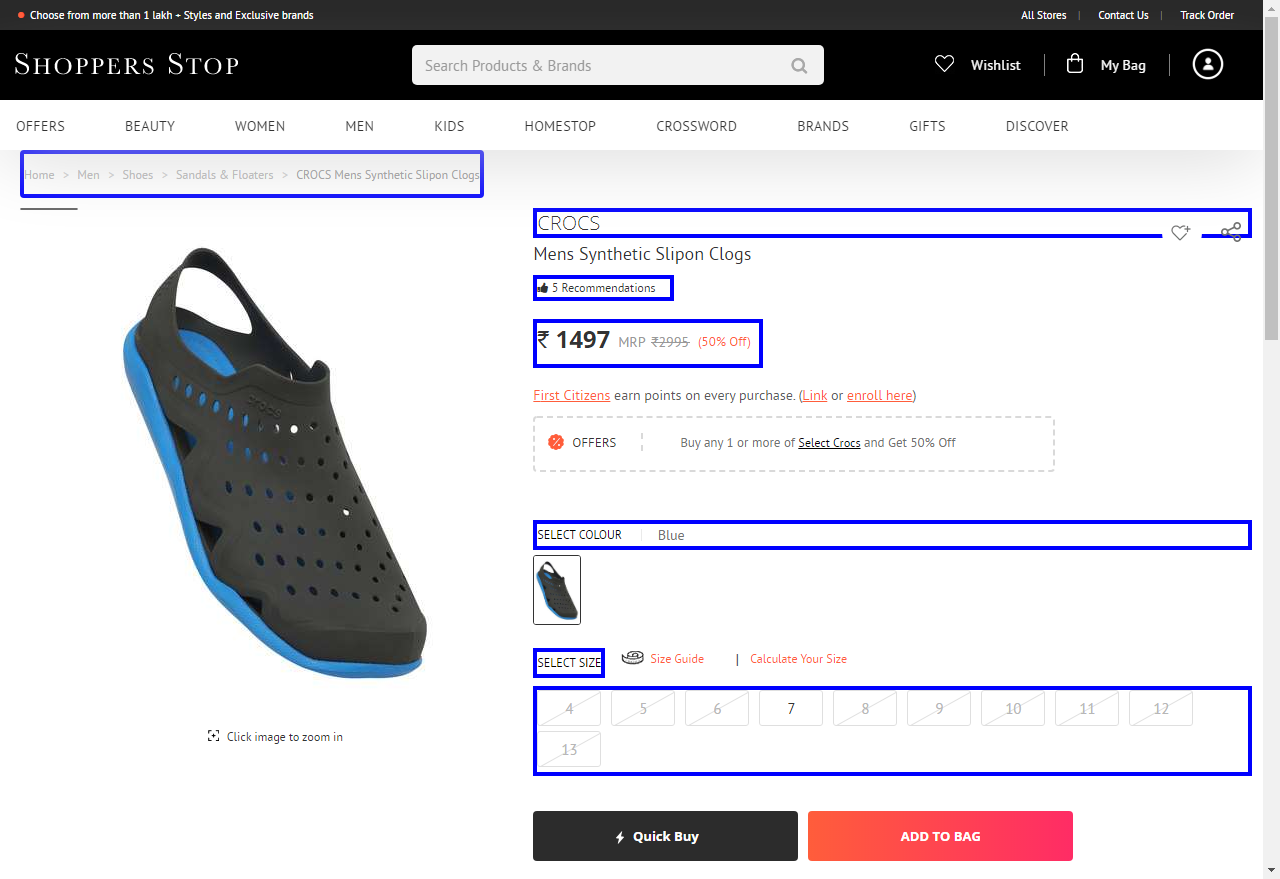 Choose from more than 1 lakh + Styles and Exclusive brands
All Stores | Contact Us | Track Order
SHOPPERS STOP
Search Products & Brands
Wishlist
My Bag
OFFERS BEAUTY WOMEN MEN KIDS HOMESTOP CROSSWORD BRANDS GIFTS DISCOVER
Home > Men > Shoes > Sandals & Floaters > CROCS Mens Synthetic Slipon Clogs
CROCS
Mens Synthetic Slipon Clogs
5 Recommendations
₹ 1497 MRP ₹2995 (50% Off)
First Citizens earn points on every purchase. (Link or enroll here)
OFFERS Buy any 1 or more of Select Crocs and Get 50% Off
SELECT COLOUR Blue
SELECT SIZE Size Guide | Calculate Your Size
4 5 6 7 8 9 10 11 12
13
crocs
Click image to zoom in
Quick Buy ADD TO BAG